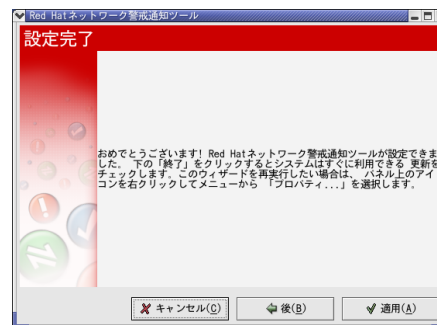 Red Hatネットワーク警戒通知ツール
設定完了
おめでとうございます! Red Hatネットワーク警戒通知ツールが設定できま
した。 下の「終了」をクリックするとシステムはすぐに利用できる 更新を
チェックします。このウィザードを再実行したい場合は、 パネル上のアイ
コンを右クリックしてメニューから 「プロパティ...」を選択します。
キャンセル(C)
後(B)
適用(A)